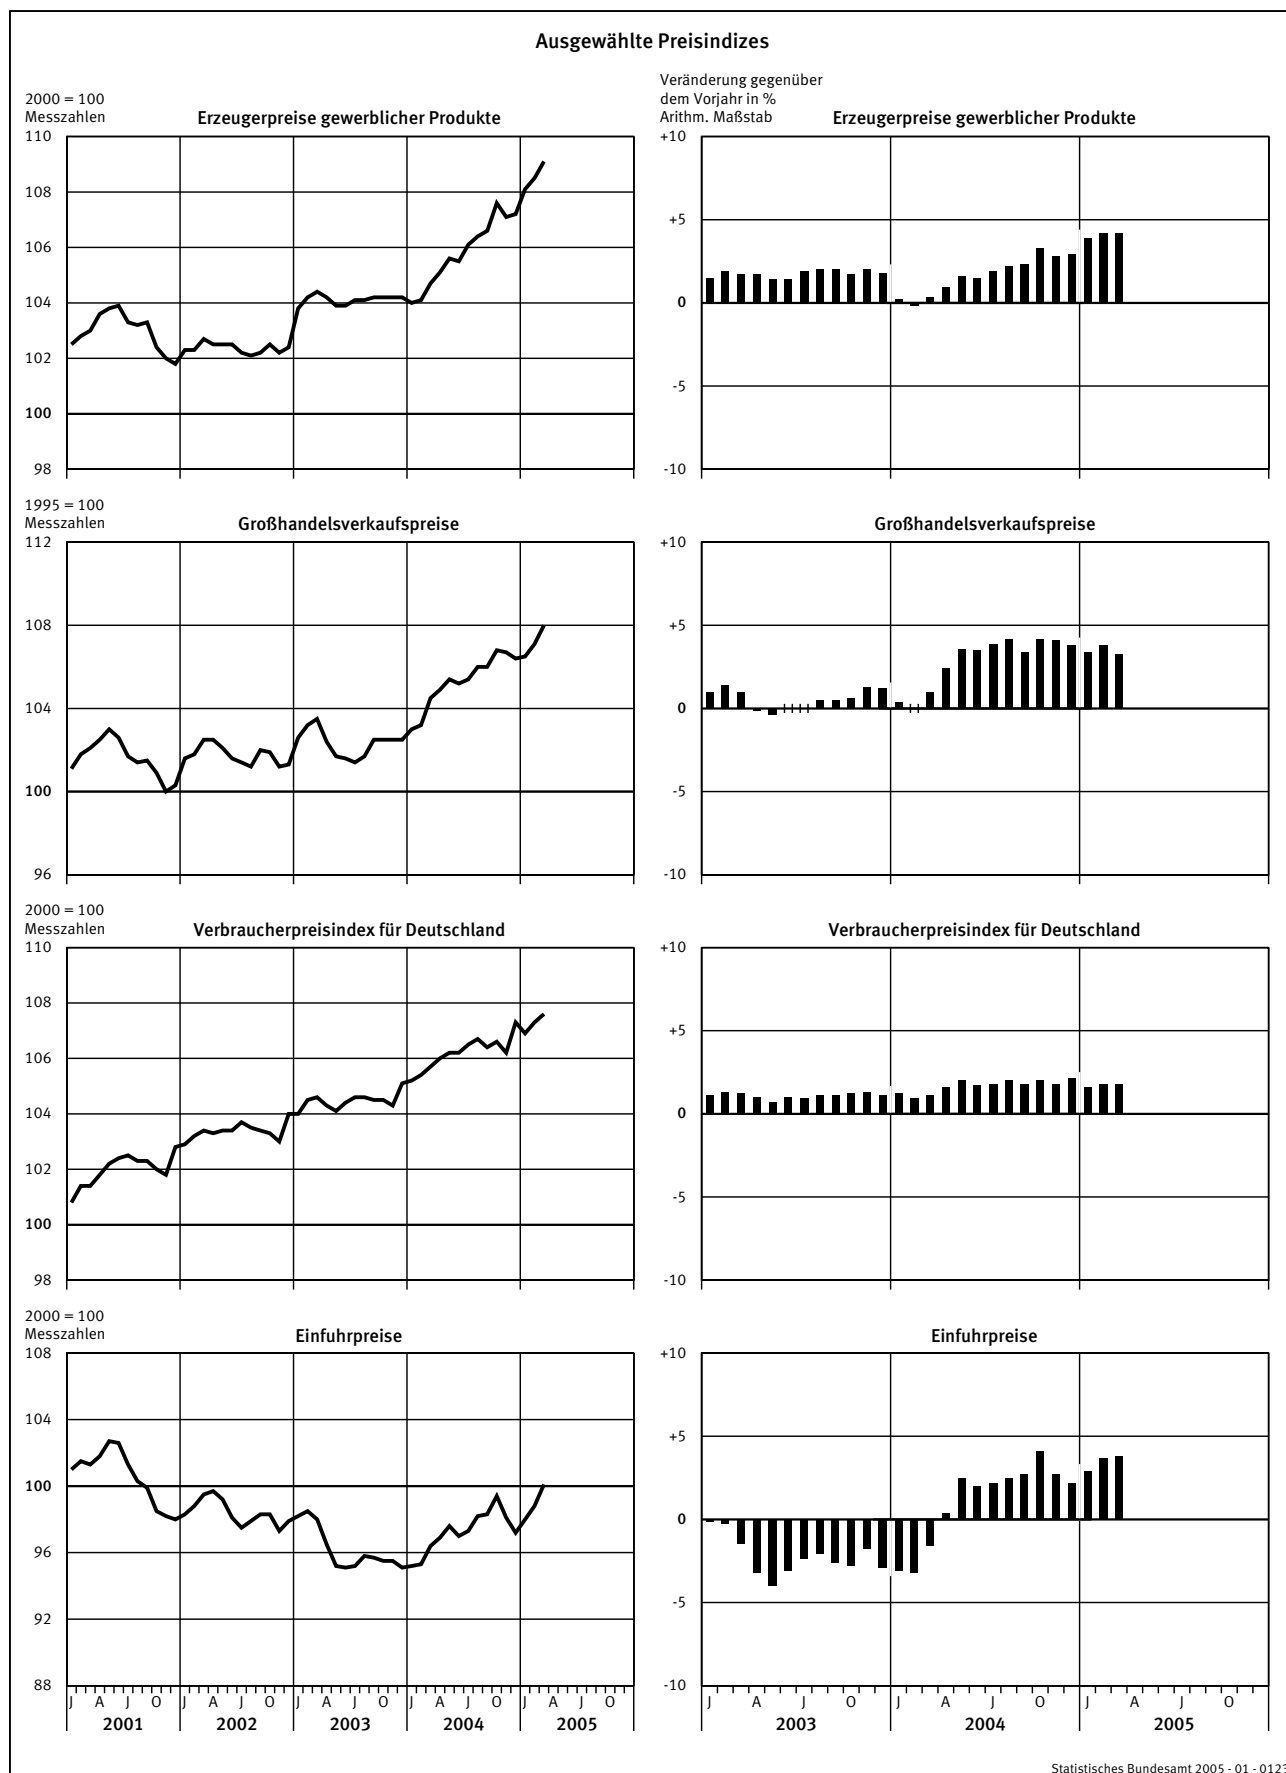 Ausgewählte Preisindizes
2000 = 100
Messzahlen
Erzeugerpreise gewerblicher Produkte
110
108
106
104
102
100
98
Veränderung gegenüber
dem Vorjahr in %
Arithm. Maßstab
Erzeugerpreise gewerblicher Produkte
+10
+5
0
-5
-10
1995 = 100
Messzahlen
Großhandelsverkaufspreise
112
108
104
100
96
Großhandelsverkaufspreise
+10
+5
0
-5
-10
2000 = 100
Messzahlen
Verbraucherpreisindex für Deutschland
110
108
106
104
102
100
98
Verbraucherpreisindex für Deutschland
+10
+5
0
-5
-10
2000 = 100
Messzahlen
Einfuhrpreise
108
104
100
96
92
88
J A J O J A J O J A J O J A J O J A J O
2001 2002 2003 2004 2005
Einfuhrpreise
+10
+5
0
-5
-10
J A J O J A J O J A J O
2003 2004 2005
Statistisches Bundesamt 2005 - 01 - 0123